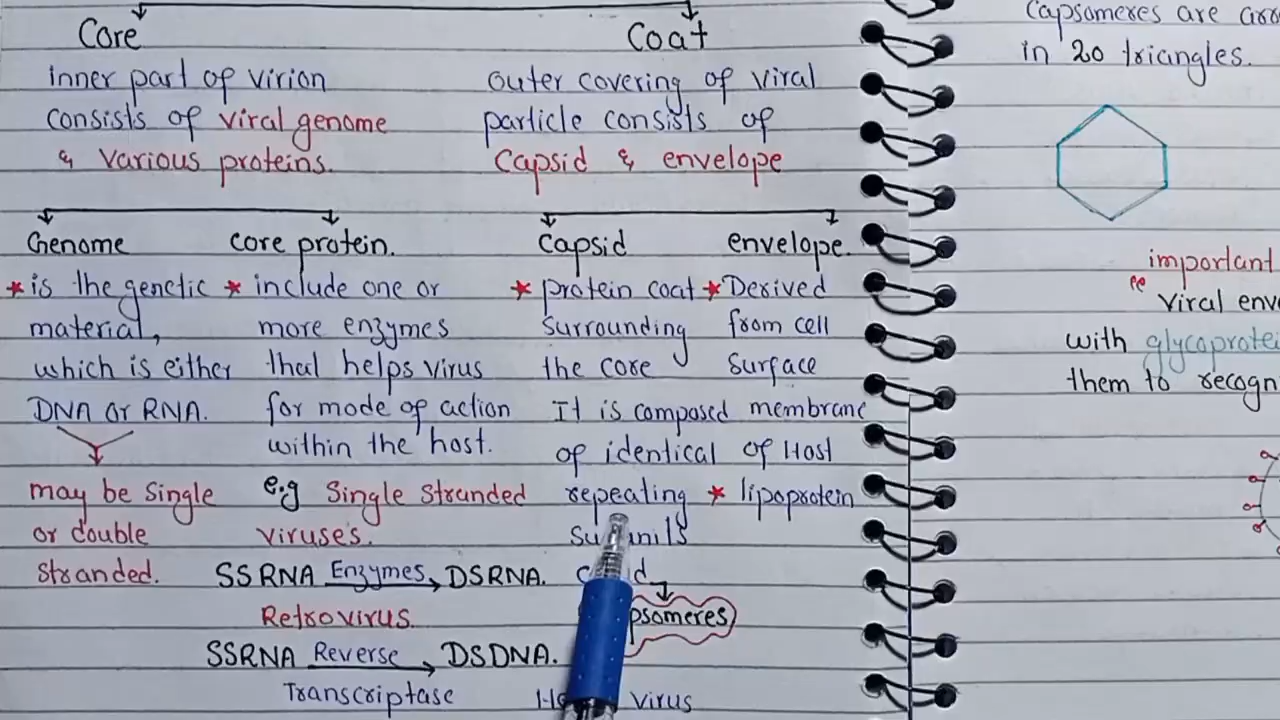 Core
inner part of virion
consists of viral genome
& various proteins.
Coat
outer covering of viral
particle consists of
Capsid & envelope
Genome
* is the genetic
material,
which is either
DNA or RNA.
may be single
or double
stranded.
core protein.
* include one or
more enzymes
that helps virus
for mode of action
within the host.
e.g Single stranded
viruses.
SSRNA Enzymes DSRNA.
Retrovirus
SSRNA Reverse DSDNA.
Transcriptase
Capsid
* protein coat
surrounding
the core
It is composed
of identical
repeating
psomeres
virus
envelope.
* Derived
from cell
surface
membrane
of Host
* lipoprotein
Capsomeres are
in 20 triangles.
important
Viral
with
them to